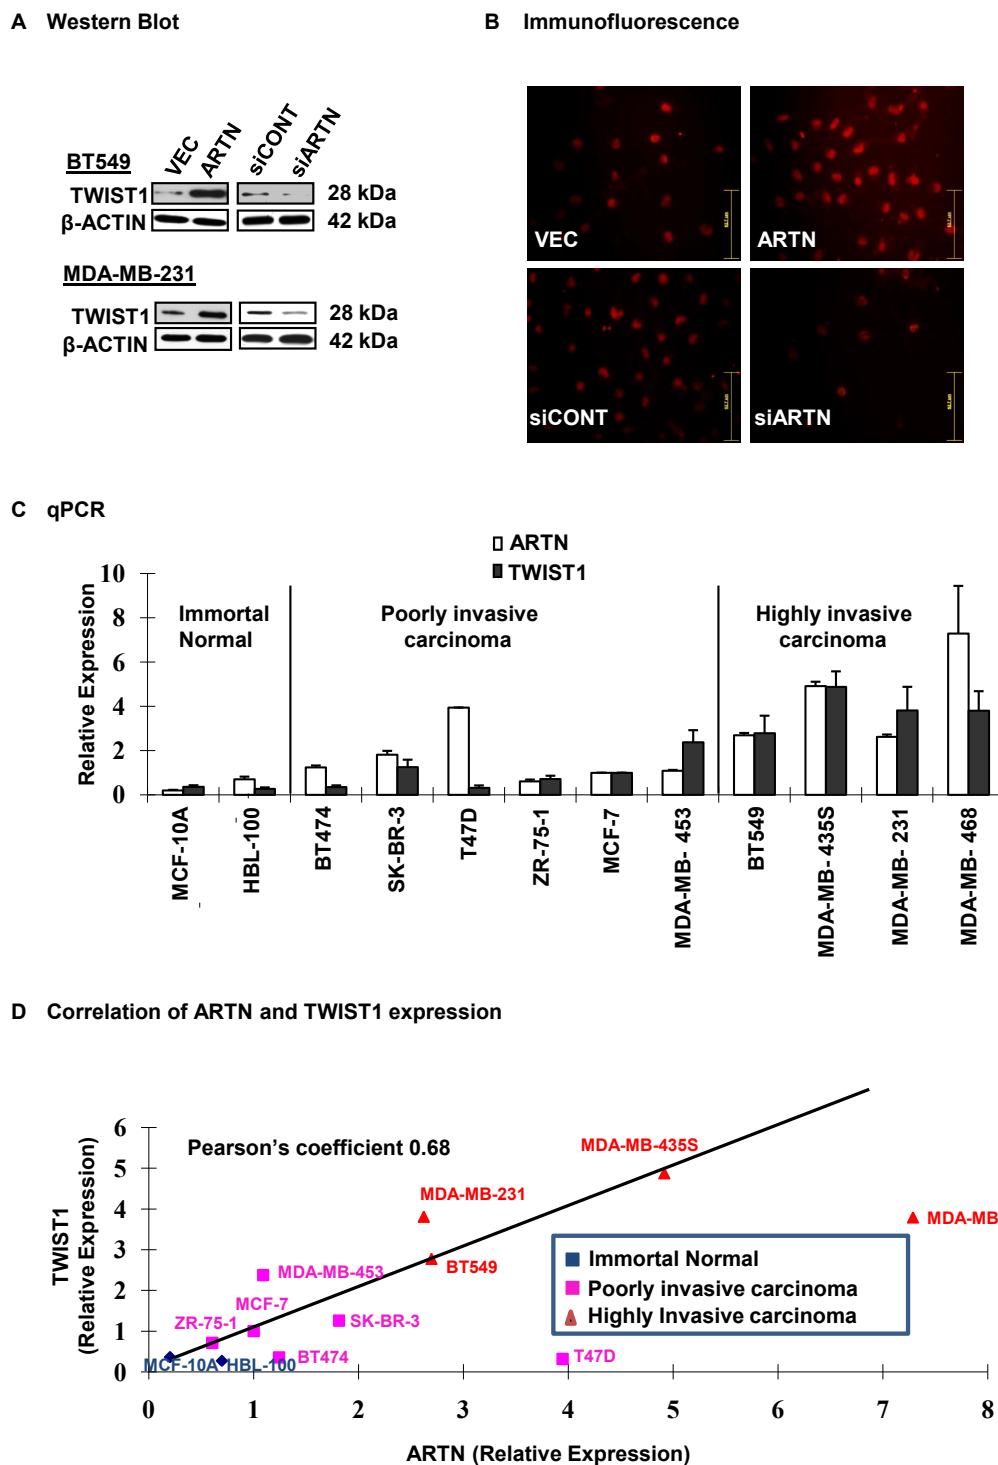 A Western Blot
B Immunofluorescence
VEC ARTN siCONT siARTN
BT549
TWIST1 28 kDa
β-ACTIN 42 kDa
MDA-MB-231
TWIST1 28 kDa
β-ACTIN 42 kDa
VEC
ARTN
siCONT
siARTN
C qPCR
ARTN
TWIST1
Relative Expression
10
8
6
4
2
0
Immortal
Normal
Poorly invasive
carcinoma
Highly invasive
carcinoma
MCF-10A
HBL-100
BT474
SK-BR-3
T47D
ZR-75-1
MCF-7
MDA-MB- 453
BT549
MDA-MB- 435S
MDA-MB- 231
MDA-MB- 468
D Correlation of ARTN and TWIST1 expression
TWIST1
(Relative Expression)
6
5
4
3
2
1
0
Pearson's coefficient 0.68
MDA-MB-435S
MDA-MB-231
MDA-MB
BT549
MDA-MB-453
MCF-7
ZR-75-1
SK-BR-3
BT474
T47D
MCF-10A HBL-100
Immortal Normal
Poorly invasive carcinoma
Highly Invasive carcinoma
0 1 2 3 4 5 6 7 8
ARTN (Relative Expression)